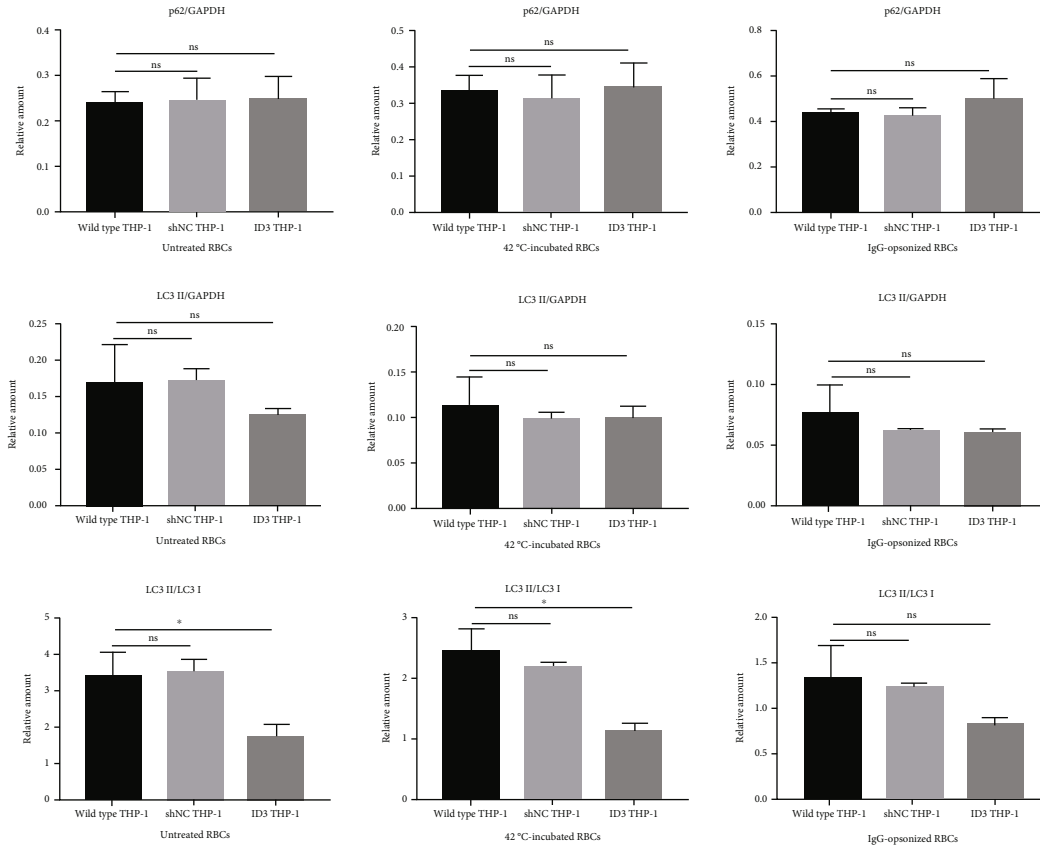 p62/GAPDH
0.4
0.3
0.2
0.1
0.0
Relative amount
ns
ns
Wild type THP-1 shNC THP-1 ID3 THP-1
Untreated RBCs
p62/GAPDH
0.5
0.4
0.3
0.2
0.1
0.0
Relative amount
ns
ns
Wild type THP-1 shNC THP-1 ID3 THP-1
42 °C-incubated RBCs
p62/GAPDH
0.8
0.6
0.4
0.2
0.0
Relative amount
ns
ns
Wild type THP-1 shNC THP-1 ID3 THP-1
IgG-opsonized RBCs
LC3 II/GAPDH
0.25
0.20
0.15
0.10
0.05
0.00
Relative amount
ns
ns
Wild type THP-1 shNC THP-1 ID3 THP-1
Untreated RBCs
LC3 II/GAPDH
0.20
0.15
0.10
0.05
0.00
Relative amount
ns
ns
Wild type THP-1 shNC THP-1 ID3 THP-1
42 °C-incubated RBCs
LC3 II/GAPDH
0.15
0.10
0.05
0.00
Relative amount
ns
ns
Wild type THP-1 shNC THP-1 ID3 THP-1
IgG-opsonized RBCs
LC3 II/LC3 I
5
4
3
2
1
0
Relative amount
*
ns
Wild type THP-1 shNC THP-1 ID3 THP-1
Untreated RBCs
LC3 II/LC3 I
3
2
1
0
Relative amount
*
ns
Wild type THP-1 shNC THP-1 ID3 THP-1
42 °C-incubated RBCs
LC3 II/LC3 I
2.0
1.5
1.0
0.5
0.0
Relative amount
ns
ns
Wild type THP-1 shNC THP-1 ID3 THP-1
IgG-opsonized RBCs